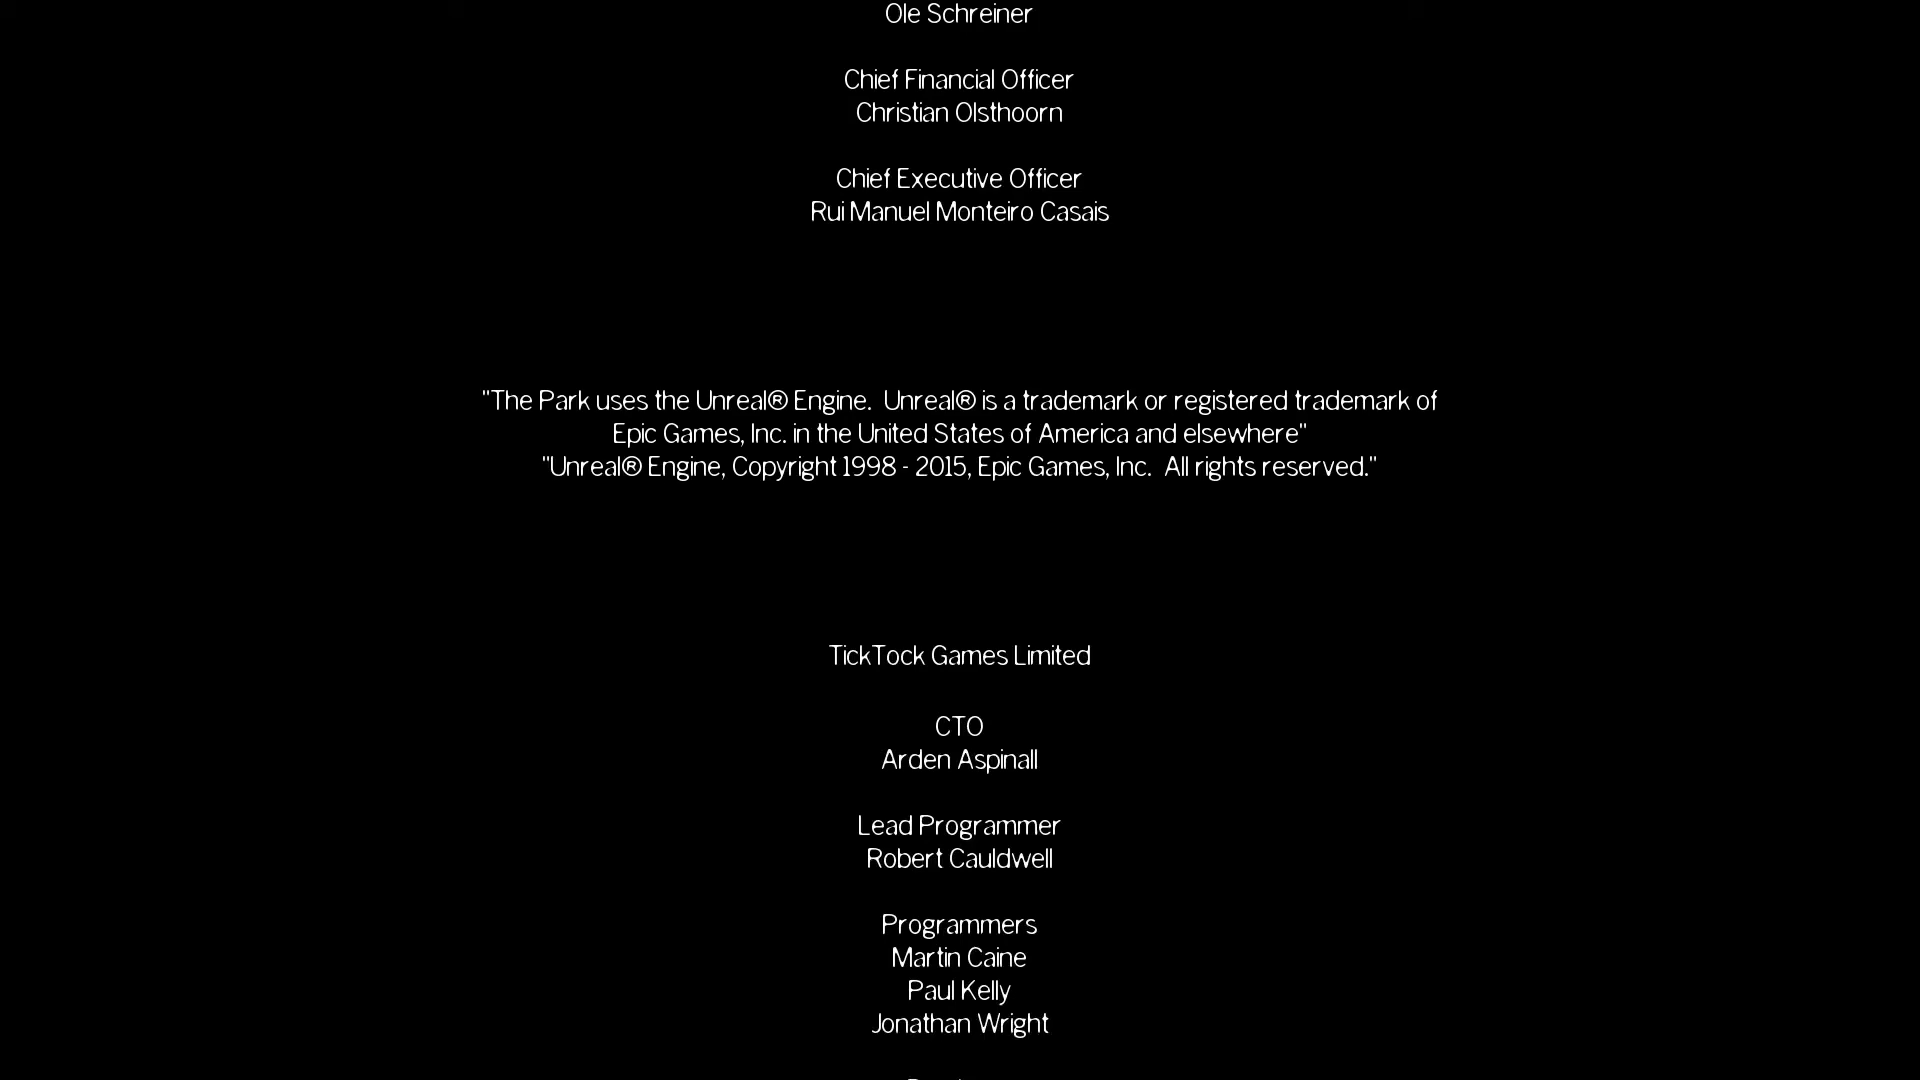 Ole Schreiner
Chief Financial Officer
Christian Olsthoorn
Chief Executive Officer
Rui Manuel Monteiro Casais
"The Park uses the Unreal® Engine.  Unreal® is a trademark or registered trademark of
Epic Games, Inc. in the United States of America and elsewhere"
"Unreal® Engine, Copyright 1998 - 2015, Epic Games, Inc.  All rights reserved."
TickTock Games Limited
CTO
Arden Aspinall
Lead Programmer
Robert Cauldwell
Programmers
Martin Caine
Paul Kelly
Jonathan Wright